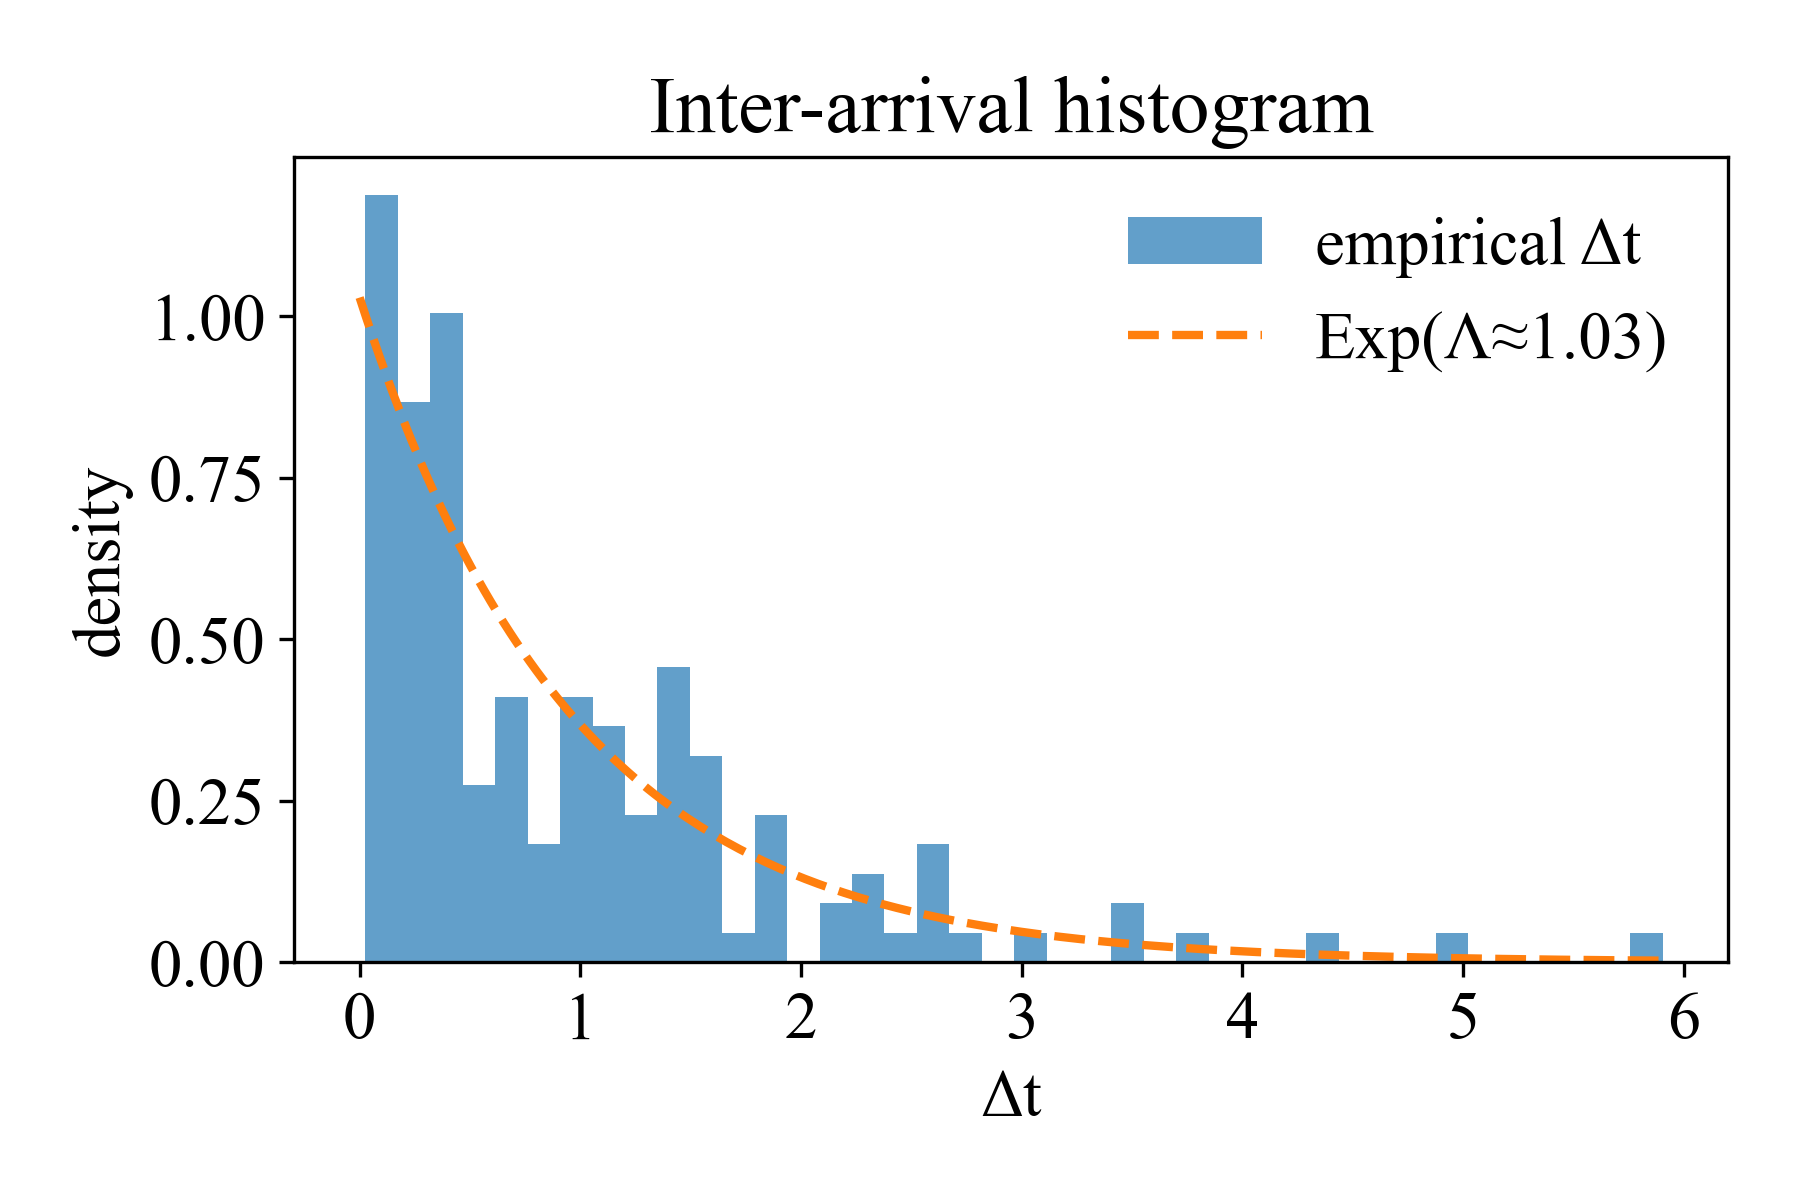 Inter-arrival histogram
empirical Δt
Exp(Λ≈1.03)
density
1.00
0.75
0.50
0.25
0.00
0 1 2 3 4 5 6
Δt